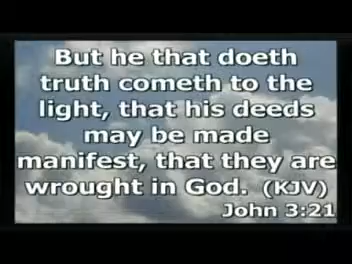 But he that doeth
truth cometh to the
light, that his deeds
may be made
manifest, that they are
wrought in God. (KJV)
John 3:21